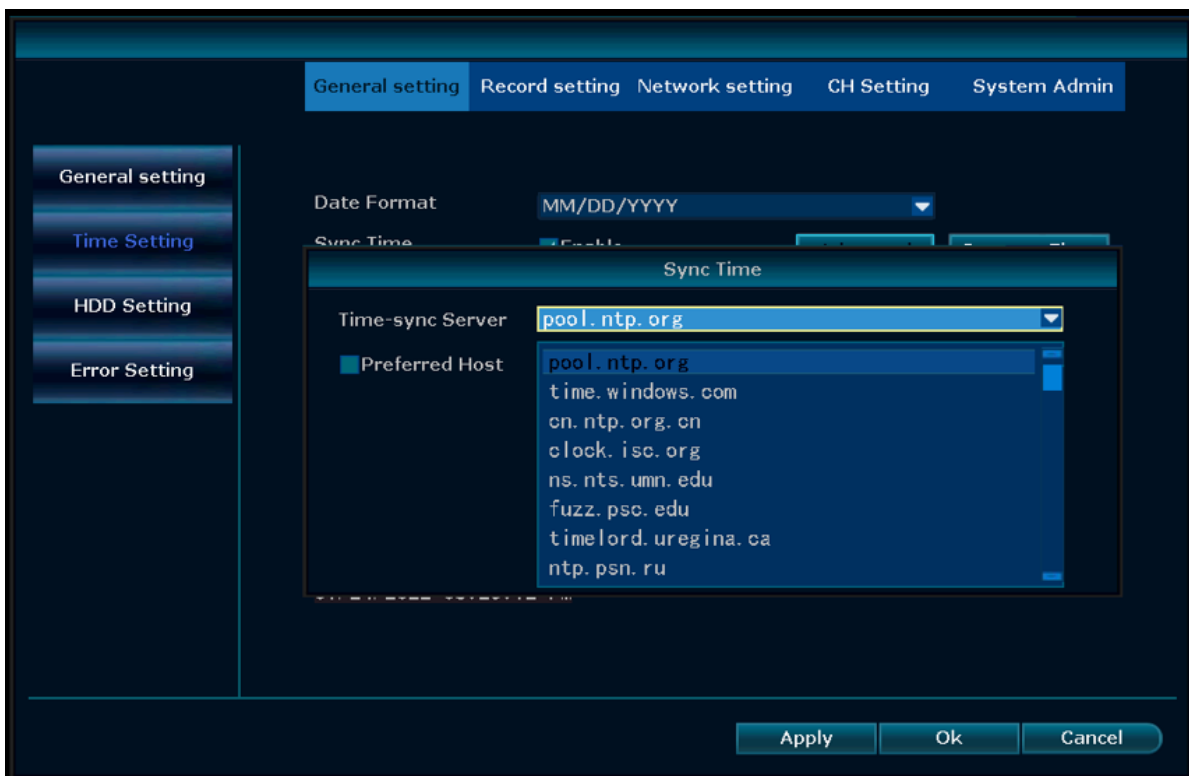 General setting Record setting Network setting CH Setting System Admin
General setting
Time Setting
HDD Setting
Error Setting
Date Format MM/DD/YYYY
Sync Time Enable
Sync Time
Time-sync Server pool.ntp.org
Preferred Host
pool.ntp.org
time.windows.com
cn.ntp.org.cn
clock.isc.org
ns.nts.umn.edu
fuzz.psc.edu
timelord.uregina.ca
ntp.psn.ru
Apply Ok Cancel